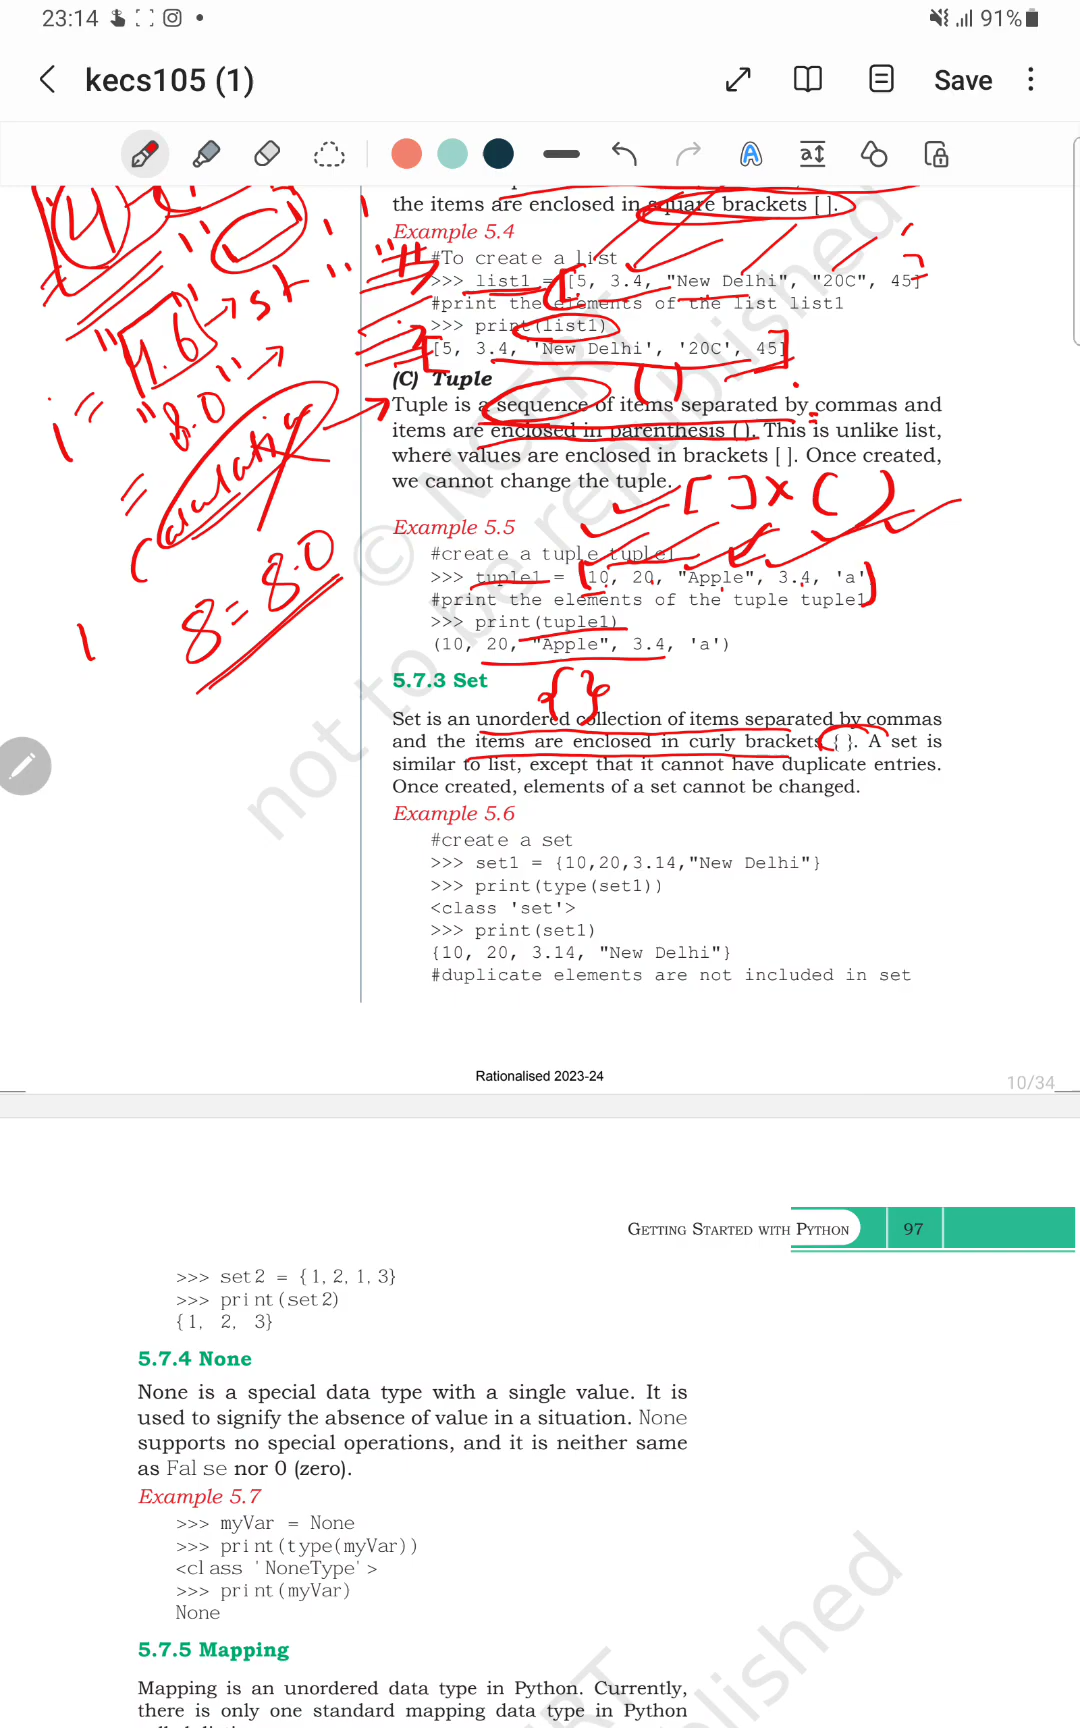 23:14
91%
kecs105 (1)
Save
the items are enclosed in square brackets [ ].
Example 5.4
#To create a list
>>> list1 = [5, 3.4, "New Delhi", "20C", 45]
#print the elements of the list list1
>>> print(list1)
[5, 3.4, 'New Delhi', '20C', 45]
(C) Tuple
Tuple is a sequence of items separated by commas and
items are enclosed in parenthesis (). This is unlike list,
where values are enclosed in brackets [ ]. Once created,
we cannot change the tuple.
[ ] x ( )
Example 5.5
#create a tuple tuple1
>>> tuple1 = (10, 20, "Apple", 3.4, 'a')
#print the elements of the tuple tuple1
>>> print(tuple1)
(10, 20, "Apple", 3.4, 'a')
5.7.3 Set
{ }
Set is an unordered collection of items separated by commas
and the items are enclosed in curly brackets { }. A set is
similar to list, except that it cannot have duplicate entries.
Once created, elements of a set cannot be changed.
Example 5.6
#create a set
>>> set1 = {10,20,3.14,"New Delhi"}
>>> print(type(set1))
<class 'set'>
>>> print(set1)
{10, 20, 3.14, "New Delhi"}
#duplicate elements are not included in set
4
"4.6" → st
"8.0" →
8 = 8.0
© NCERT
not to be republished
Rationalised 2023-24
10/34
GETTING STARTED WITH PYTHON 97
>>> set2 = {1,2,1,3}
>>> print(set2)
{1, 2, 3}
5.7.4 None
None is a special data type with a single value. It is
used to signify the absence of value in a situation. None
supports no special operations, and it is neither same
as False nor 0 (zero).
Example 5.7
>>> myVar = None
>>> print(type(myVar))
<class 'NoneType'>
>>> print(myVar)
None
5.7.5 Mapping
Mapping is an unordered data type in Python. Currently,
there is only one standard mapping data type in Python